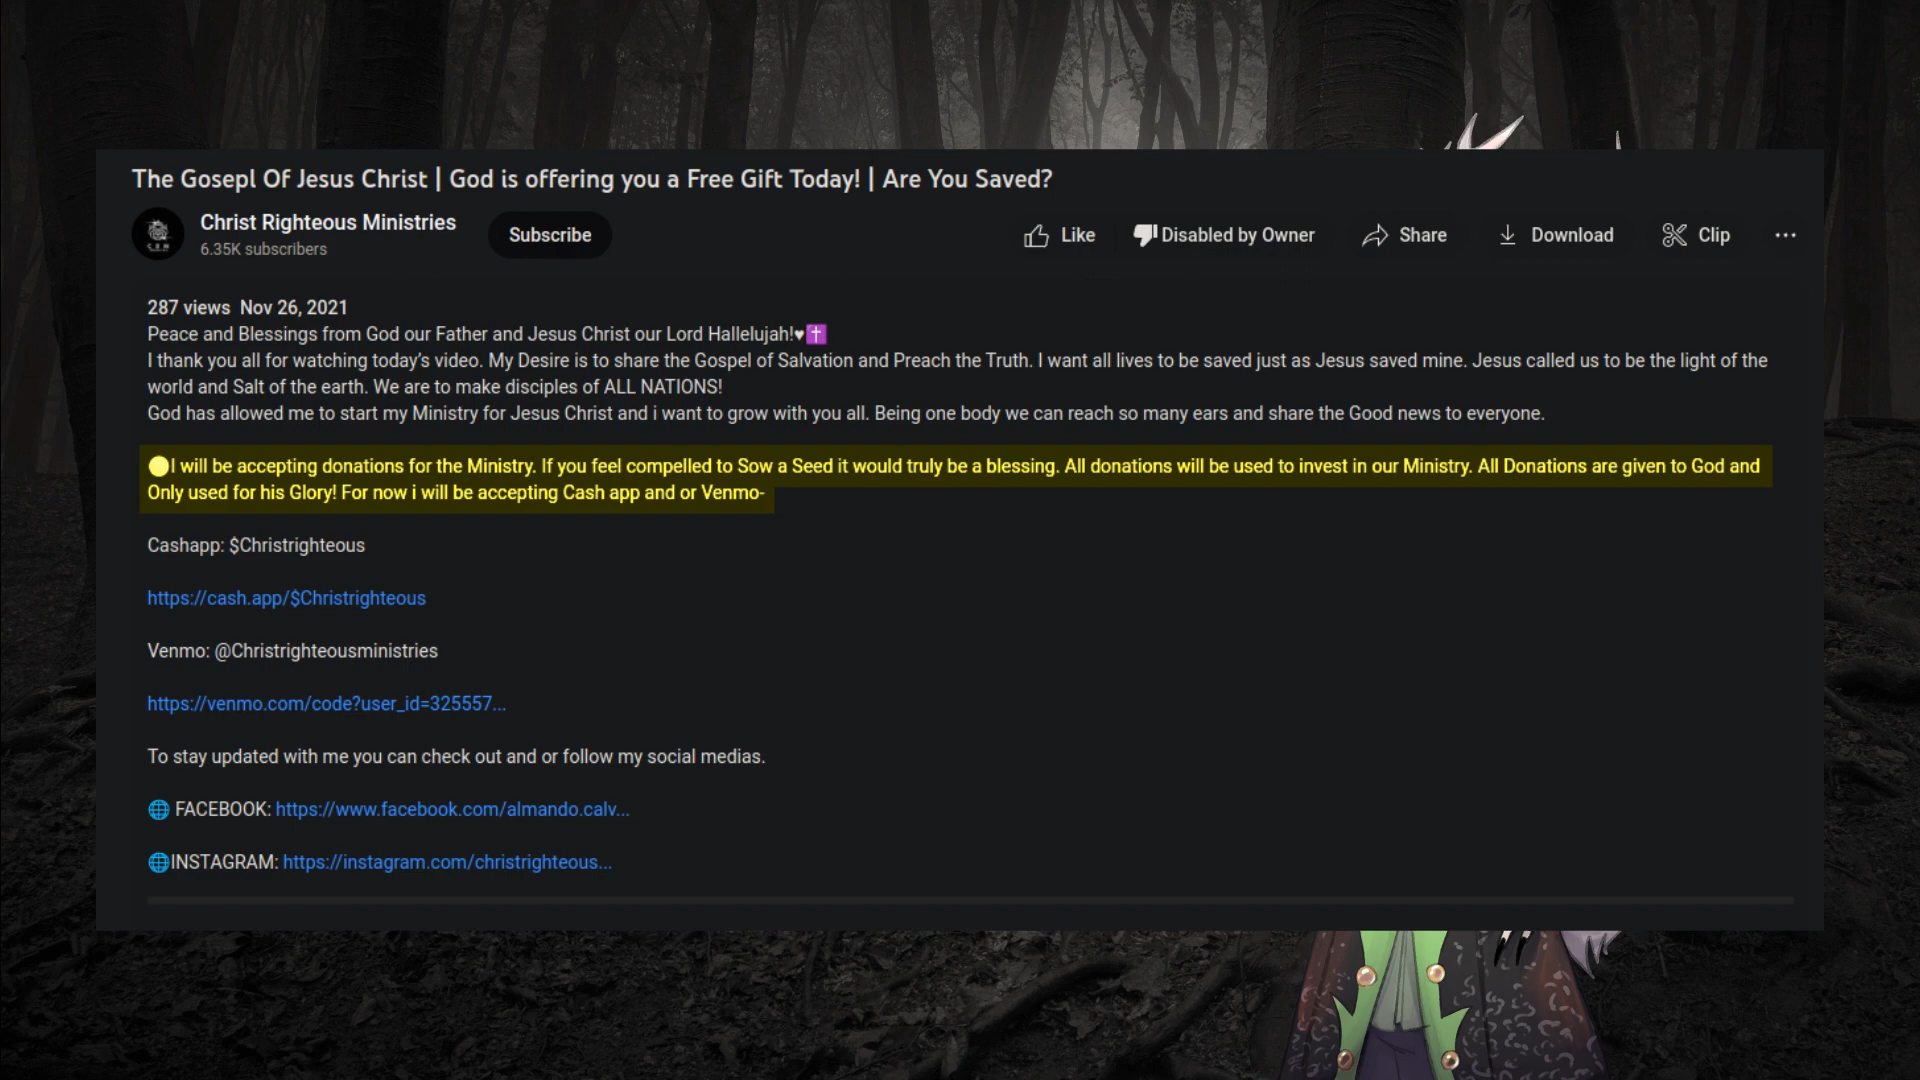 The Gosepl Of Jesus Christ | God is offering you a Free Gift Today! | Are You Saved?
Christ Righteous Ministries
6.35K subscribers
Subscribe
Like
Disabled by Owner
Share
Download
Clip
287 views Nov 26, 2021
Peace and Blessings from God our Father and Jesus Christ our Lord Hallelujah!♥✝️
I thank you all for watching today’s video. My Desire is to share the Gospel of Salvation and Preach the Truth. I want all lives to be saved just as Jesus saved mine. Jesus called us to be the light of the
world and Salt of the earth. We are to make disciples of ALL NATIONS!
God has allowed me to start my Ministry for Jesus Christ and i want to grow with you all. Being one body we can reach so many ears and share the Good news to everyone.
I will be accepting donations for the Ministry. If you feel compelled to Sow a Seed it would truly be a blessing. All donations will be used to invest in our Ministry. All Donations are given to God and
Only used for his Glory! For now i will be accepting Cash app and or Venmo-
Cashapp: $Christrighteous
https://cash.app/$Christrighteous
Venmo: @Christrighteousministries
https://venmo.com/code?user_id=325557...
To stay updated with me you can check out and or follow my social medias.
🌐 FACEBOOK: https://www.facebook.com/almando.calv...
🌐INSTAGRAM: https://instagram.com/christrighteous...